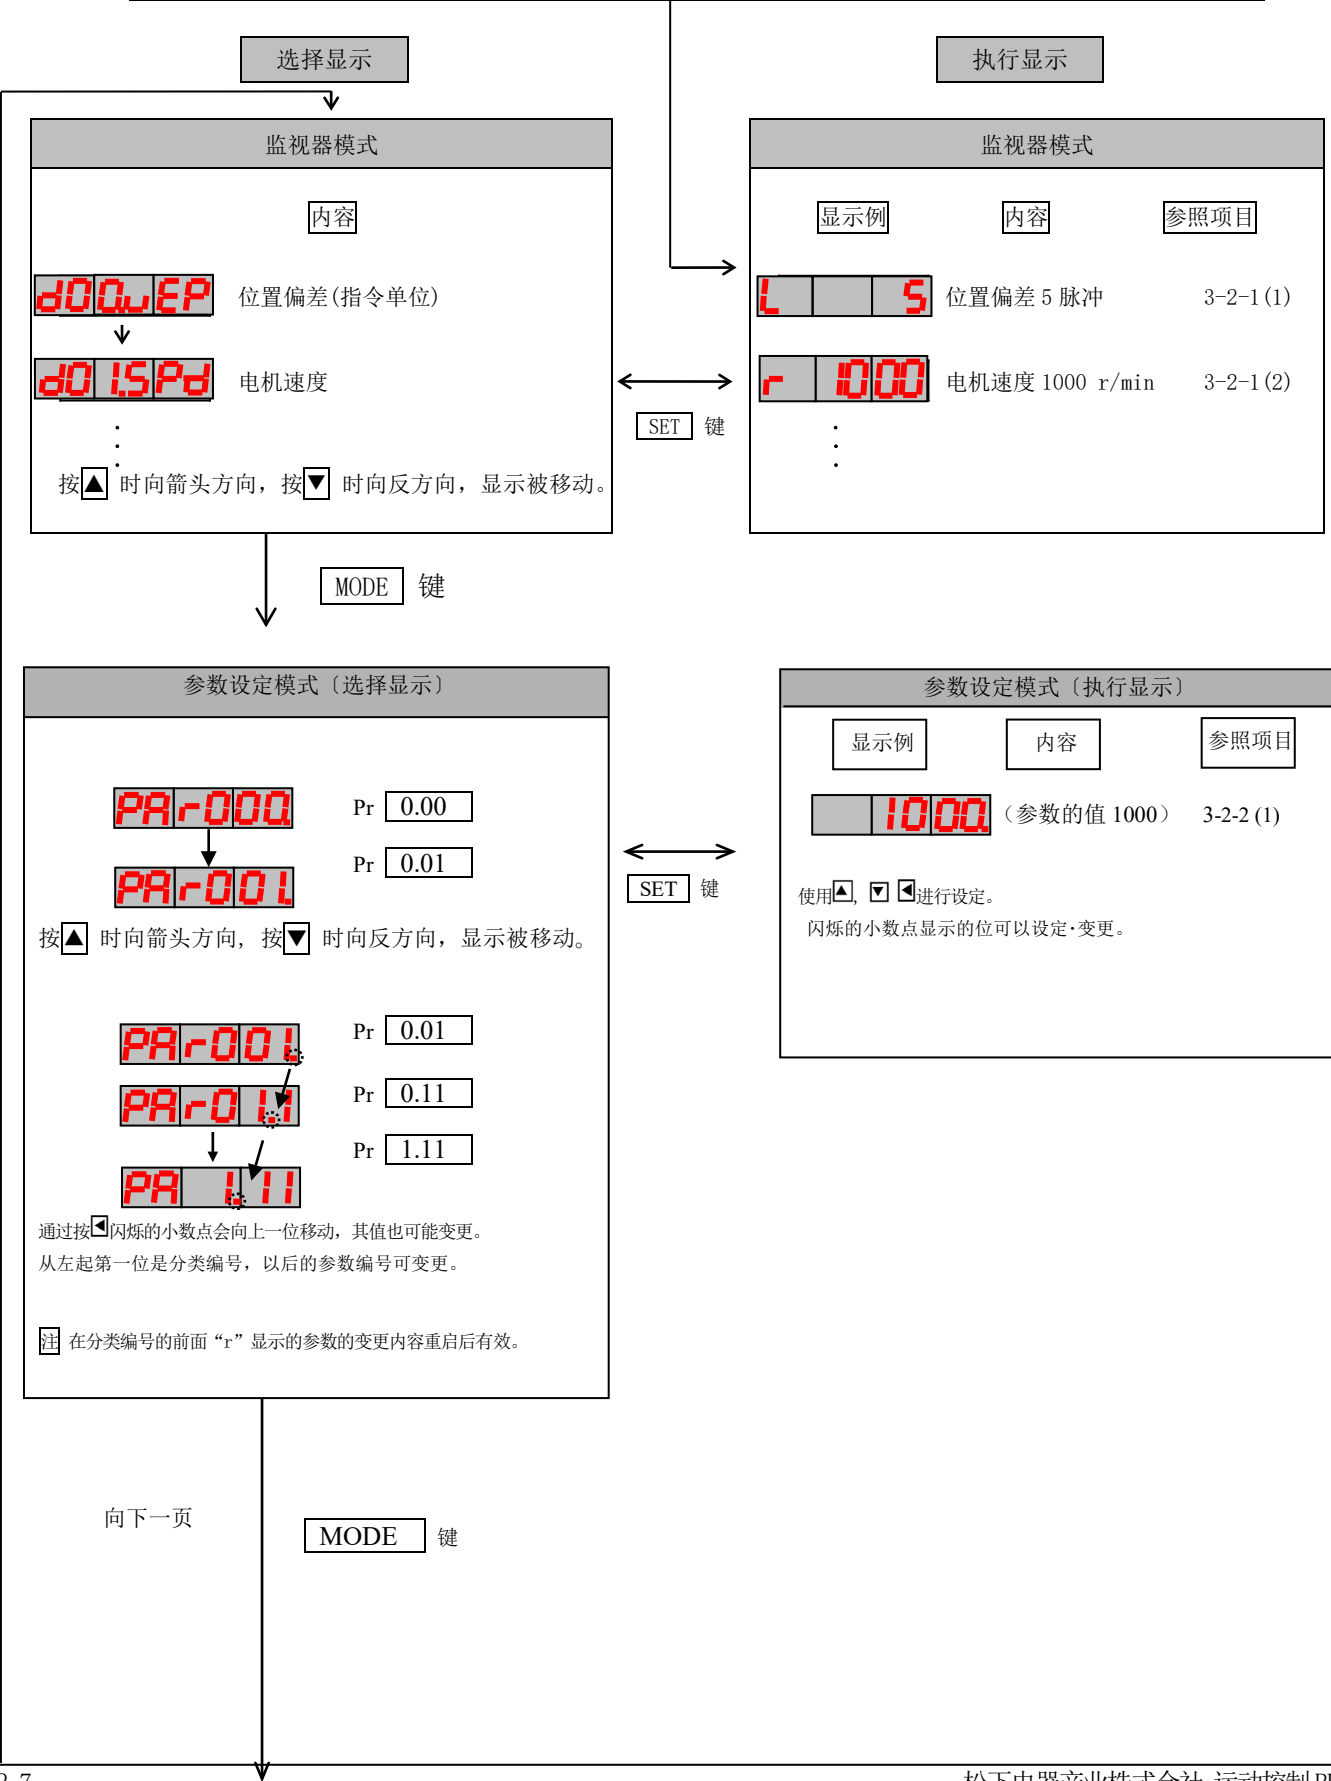 选择显示
执行显示
监视器模式
内容
d00.uEP 位置偏差(指令单位)
d01.SPd 电机速度
按▲ 时向箭头方向，按▼ 时向反方向，显示被移动。
SET 键
监视器模式
显示例 内容 参照项目
L 5 位置偏差 5 脉冲 3-2-1(1)
r 1000 电机速度 1000 r/min 3-2-1(2)
MODE 键
参数设定模式〔选择显示〕
PAr000. Pr 0.00
PAr001. Pr 0.01
按▲ 时向箭头方向, 按▼ 时向反方向，显示被移动。
PAr001. Pr 0.01
PAr01.1 Pr 0.11
PA 1.11 Pr 1.11
通过按◀闪烁的小数点会向上一位移动，其值也可能变更。
从左起第一位是分类编号，以后的参数编号可变更。
注 在分类编号的前面“r”显示的参数的变更内容重启后有效。
SET 键
参数设定模式〔执行显示〕
显示例 内容 参照项目
1000. （参数的值 1000） 3-2-2 (1)
使用▲, ▼ ◀进行设定。
闪烁的小数点显示的位可以设定·变更。
向下一页
MODE 键